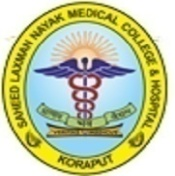 SAHEED LAXMAN NAYAK MEDICAL COLLEGE & HOSPITAL
KORAPUT